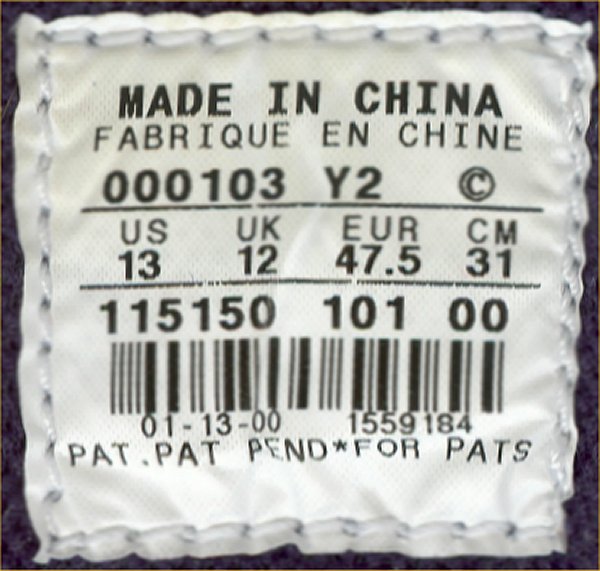 MADE IN CHINA
FABRIQUE EN CHINE
000103 Y2 ©
US UK EUR CM
13 12 47.5 31
115150 101 00
01-13-00 1559184
PAT.PAT PEND*FOR PATS